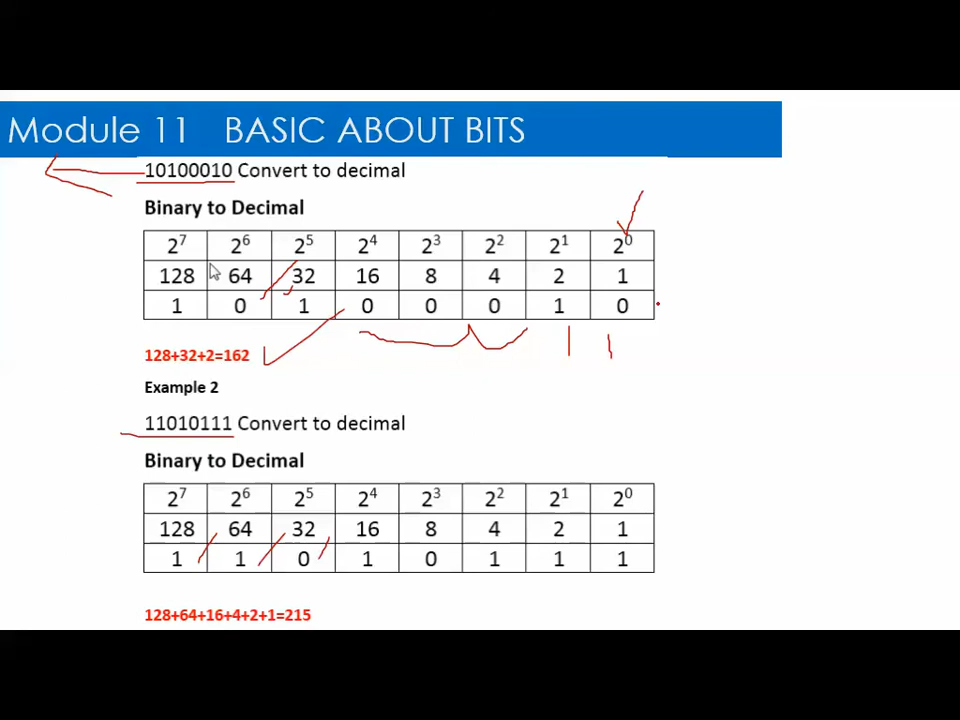 Module 11 BASIC ABOUT BITS
10100010 Convert to decimal
Binary to Decimal
2⁷ 2⁶ 2⁵ 2⁴ 2³ 2² 2¹ 2⁰
128 64 32 16 8 4 2 1
1 0 1 0 0 0 1 0
128+32+2=162
Example 2
11010111 Convert to decimal
Binary to Decimal
2⁷ 2⁶ 2⁵ 2⁴ 2³ 2² 2¹ 2⁰
128 64 32 16 8 4 2 1
1 1 0 1 0 1 1 1
128+64+16+4+2+1=215